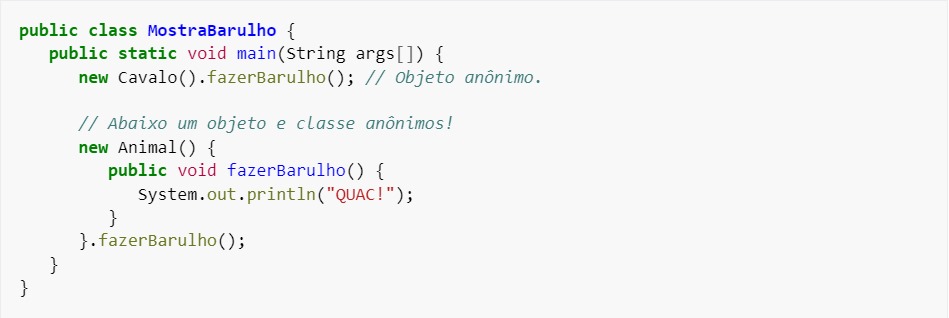 public class MostraBarulho {
public static void main(String args[]) {
new Cavalo().fazerBarulho(); // Objeto anônimo.
// Abaixo um objeto e classe anônimos!
new Animal() {
public void fazerBarulho() {
System.out.println("QUAC!");
}
}.fazerBarulho();
}
}